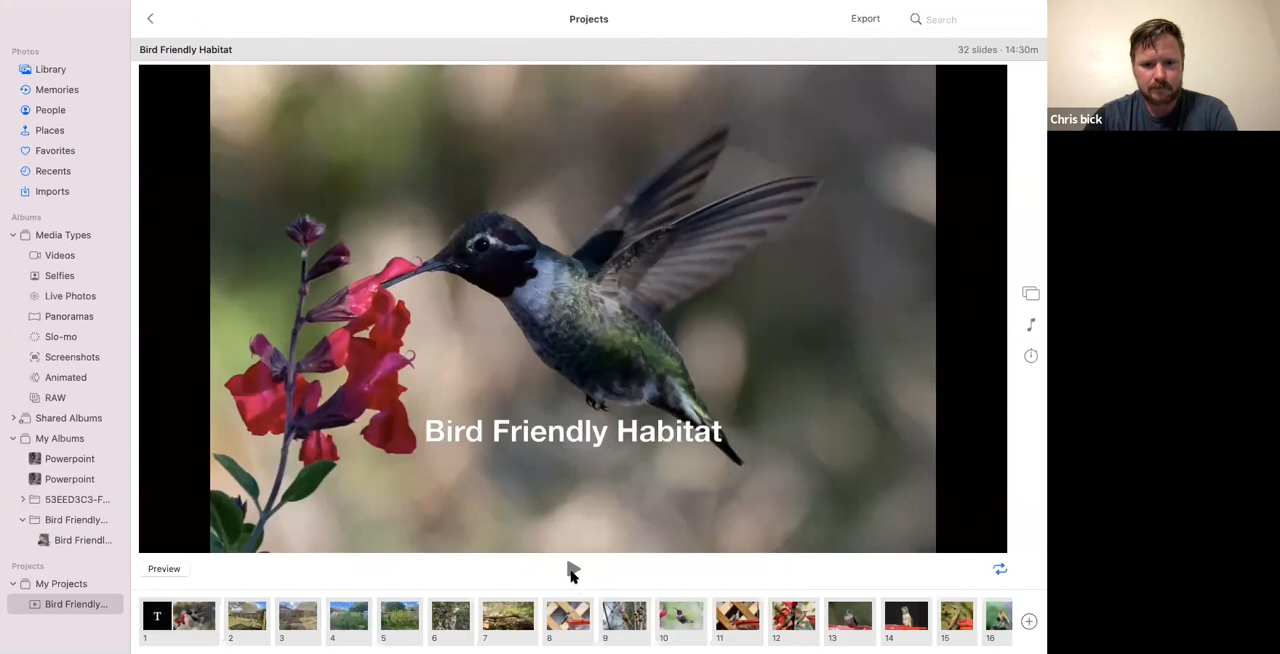 Projects
Export
Search
Bird Friendly Habitat
32 slides · 14:30m
Photos
Library
Memories
People
Places
Favorites
Recents
Imports
Albums
Media Types
Videos
Selfies
Live Photos
Panoramas
Slo-mo
Screenshots
Animated
RAW
Shared Albums
My Albums
Powerpoint
Powerpoint
53EED3C3-F...
Bird Friendly...
Bird Friendl...
Projects
My Projects
Bird Friendly...
Bird Friendly Habitat
Preview
T
1 2 3 4 5 6 7 8 9 10 11 12 13 14 15 16
Chris bick